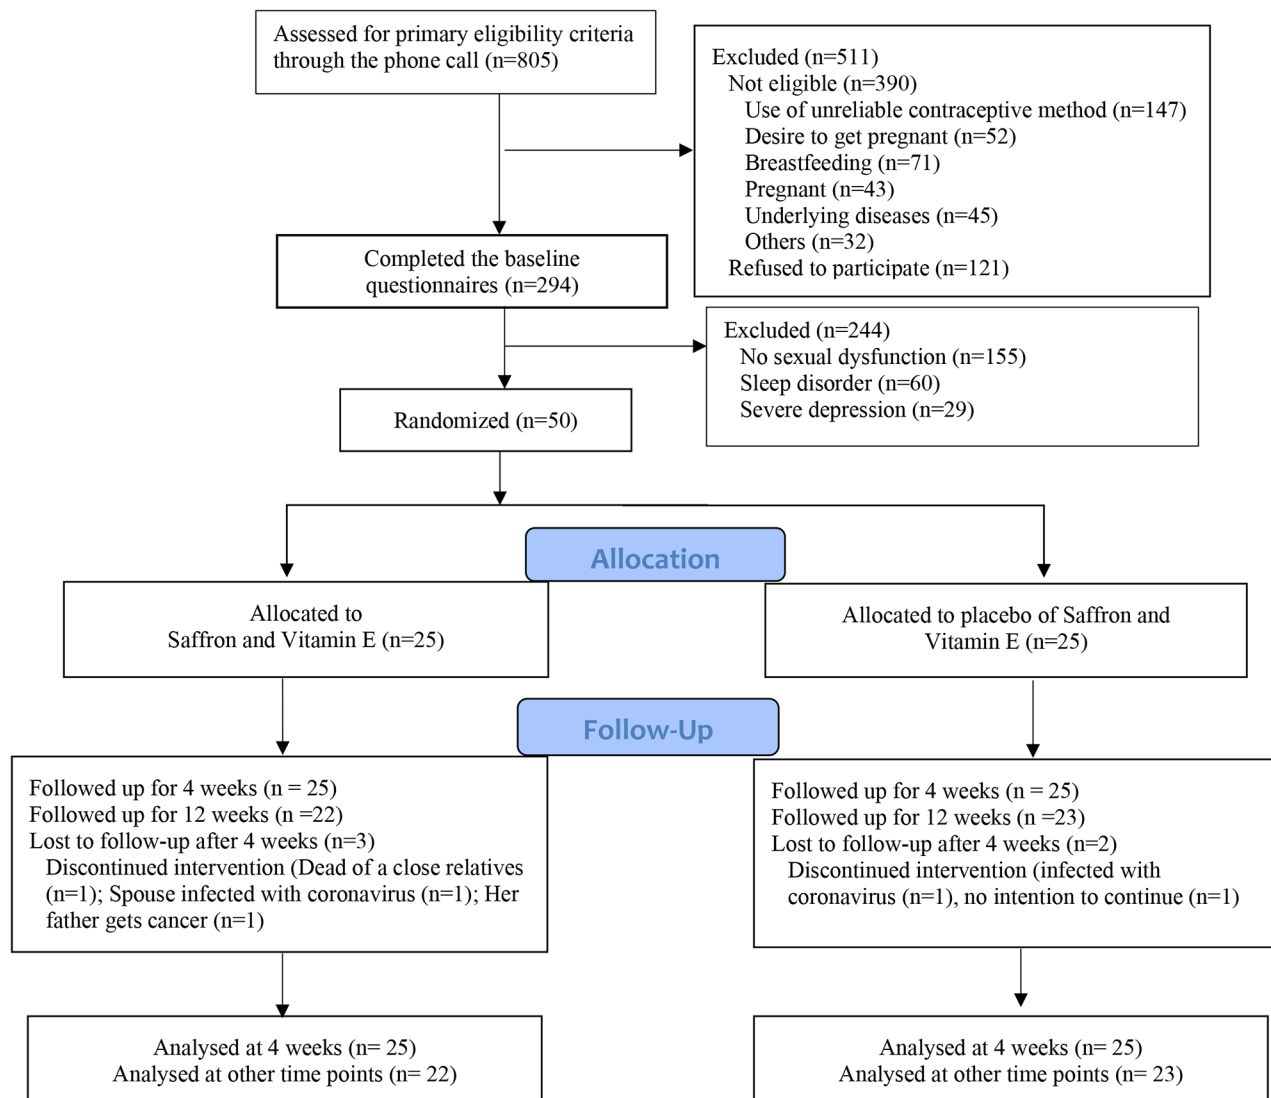 Assessed for primary eligibility criteria
through the phone call (n=805)
Excluded (n=511)
Not eligible (n=390)
Use of unreliable contraceptive method (n=147)
Desire to get pregnant (n=52)
Breastfeeding (n=71)
Pregnant (n=43)
Underlying diseases (n=45)
Others (n=32)
Refused to participate (n=121)
Completed the baseline
questionnaires (n=294)
Excluded (n=244)
No sexual dysfunction (n=155)
Sleep disorder (n=60)
Severe depression (n=29)
Randomized (n=50)
Allocation
Allocated to
Saffron and Vitamin E (n=25)
Allocated to placebo of Saffron and
Vitamin E (n=25)
Follow-Up
Followed up for 4 weeks (n = 25)
Followed up for 12 weeks (n =22)
Lost to follow-up after 4 weeks (n=3)
Discontinued intervention (Dead of a close relatives
(n=1); Spouse infected with coronavirus (n=1); Her
father gets cancer (n=1)
Followed up for 4 weeks (n = 25)
Followed up for 12 weeks (n =23)
Lost to follow-up after 4 weeks (n=2)
Discontinued intervention (infected with
coronavirus (n=1), no intention to continue (n=1)
Analysed at 4 weeks (n= 25)
Analysed at other time points (n= 22)
Analysed at 4 weeks (n= 25)
Analysed at other time points (n= 23)